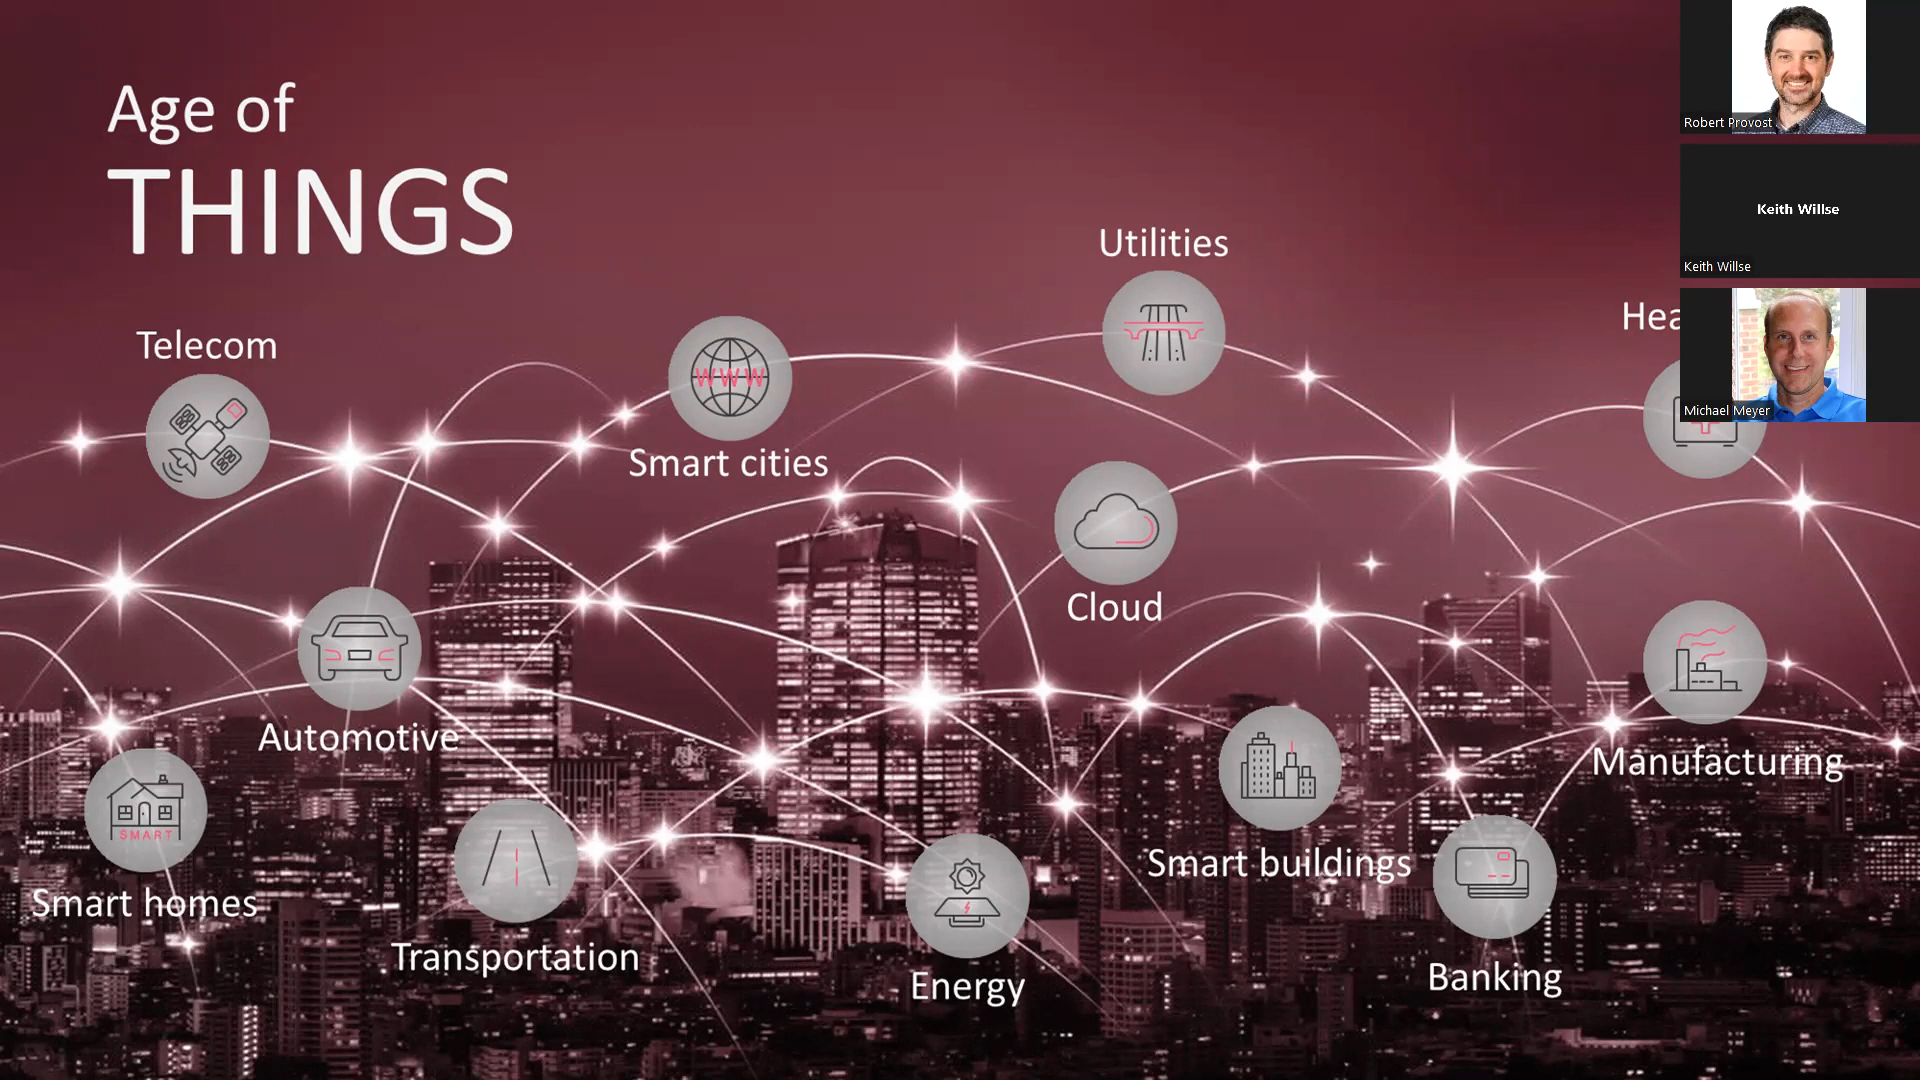 Age of
THINGS
Robert Provost
Keith Willse
Keith Willse
Michael Meyer
Utilities
Telecom
WWW
Smart cities
Cloud
Automotive
Manufacturing
SMART
Smart homes
Smart buildings
Transportation
Energy
Banking